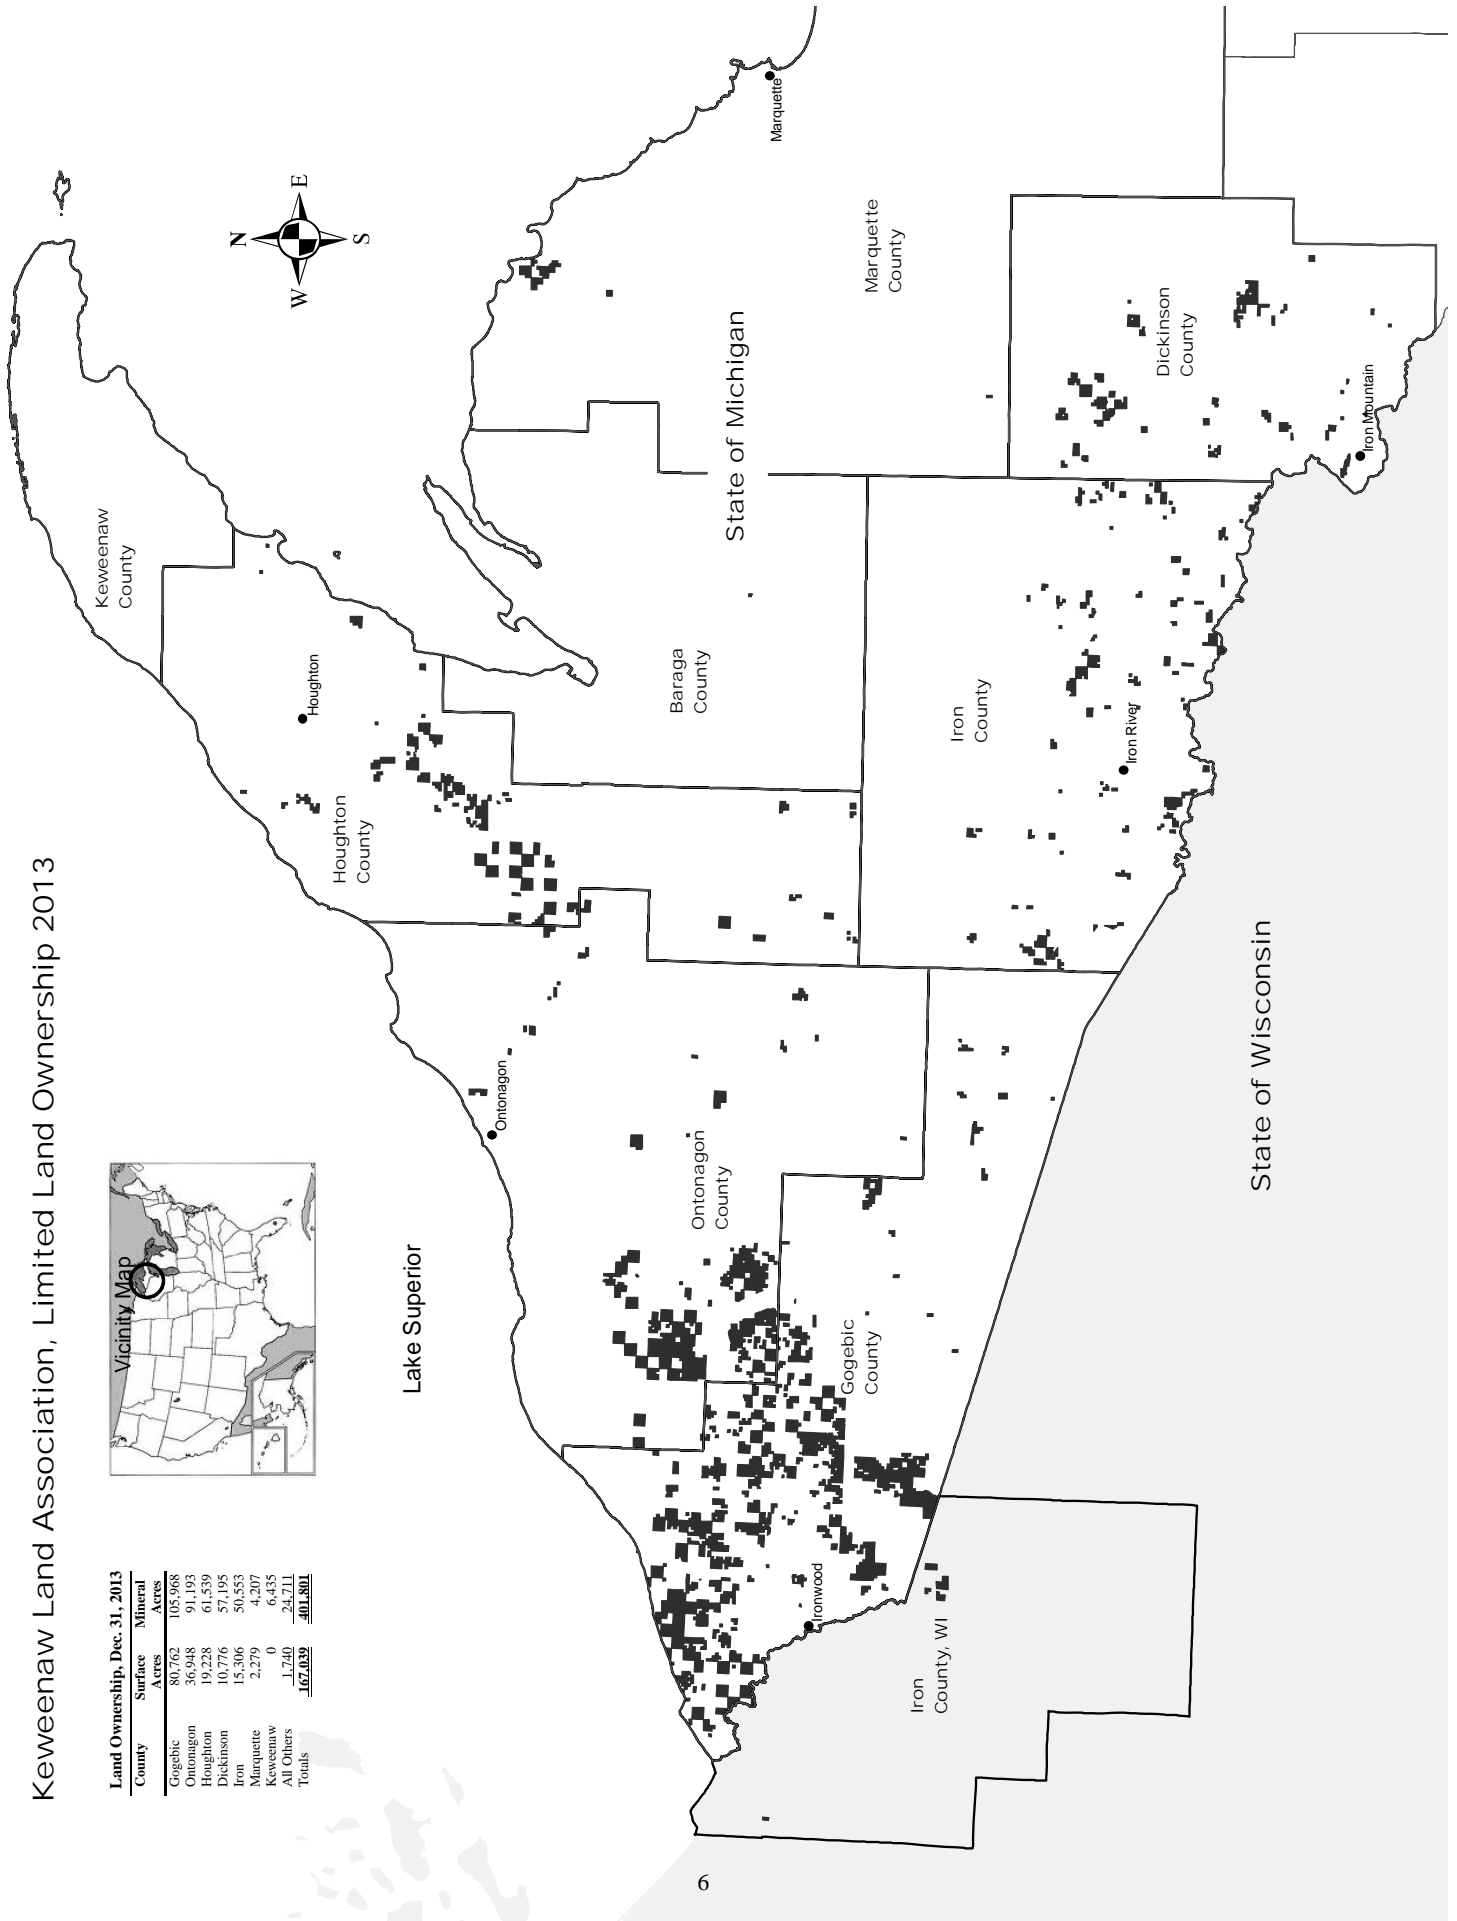 Keweenaw Land Association, Limited Land Ownership 2013
Land Ownership, Dec. 31, 2013
County Surface Acres Mineral Acres
Gogebic 80,762 105,968
Ontonagon 36,948 91,193
Houghton 19,228 61,539
Dickinson 10,776 57,195
Iron 15,306 50,553
Marquette 2,279 4,207
Keweenaw 0 6,435
All Others 1,740 24,711
Totals 167,039 401,801
Vicinity Map
N
W
E
S
Lake Superior
Keweenaw
County
Houghton
Houghton
County
Ontonagon
Ontonagon
County
Baraga
County
State of Michigan
Marquette
Marquette
County
Iron
County
Iron River
Dickinson
County
Iron Mountain
Gogebic
County
Ironwood
Iron
County, WI
State of Wisconsin
6